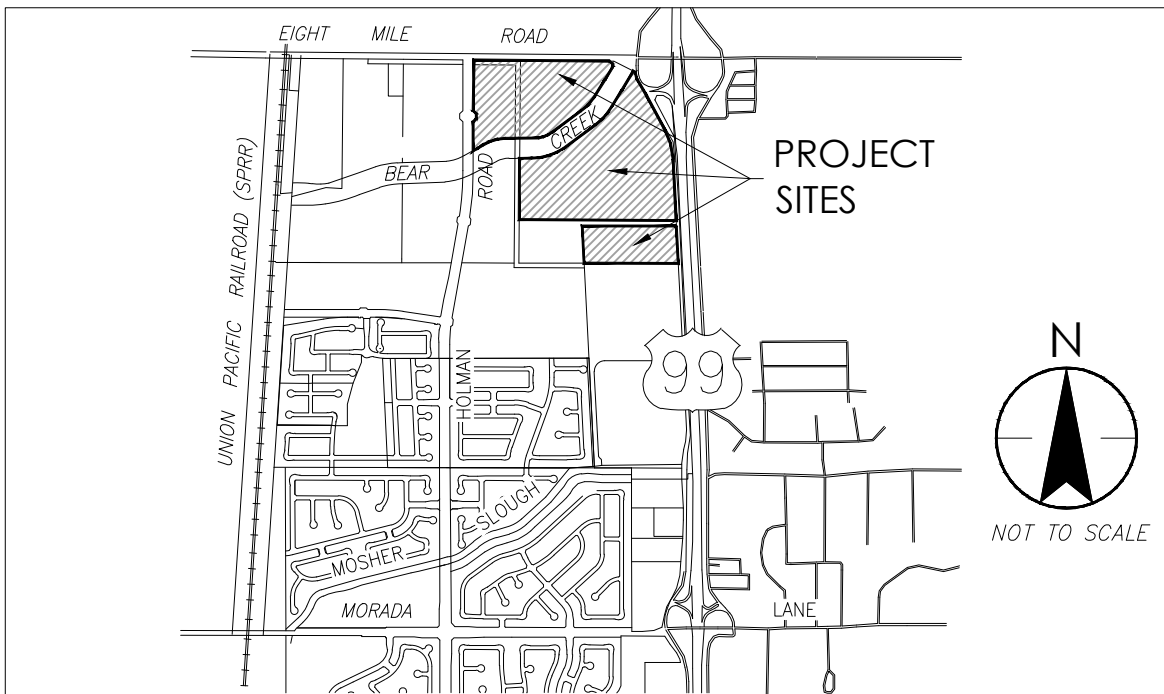 EIGHT MILE ROAD
PROJECT
SITES
CREEK
BEAR
ROAD
UNION PACIFIC RAILROAD (SPRR)
99
HOLMAN
N
NOT TO SCALE
SLOUGH
MOSHER
MORADA LANE